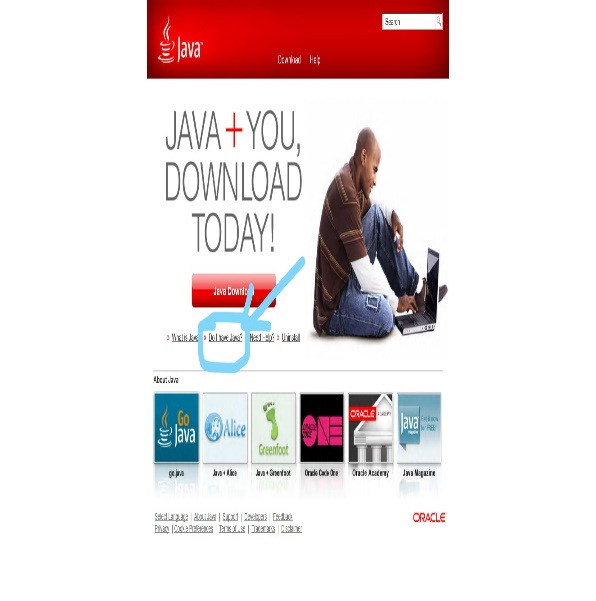 Search
Java™
Download Help
JAVA + YOU,
DOWNLOAD
TODAY!
Java Download
» What is Java » Do I have Java? » Need Help? » Uninstall
About Java
Go Java
Alice
Greenfoot
ORACLE CODE ONE
ORACLE ACADEMY
Java magazine
go.java
Java + Alice
Java + Greenfoot
Oracle Code One
Oracle Academy
Java Magazine
Select Language | About Java | Support | Developers | Feedback
Privacy | Cookie Preferences | Terms of Use | Trademarks | Disclaimer
ORACLE